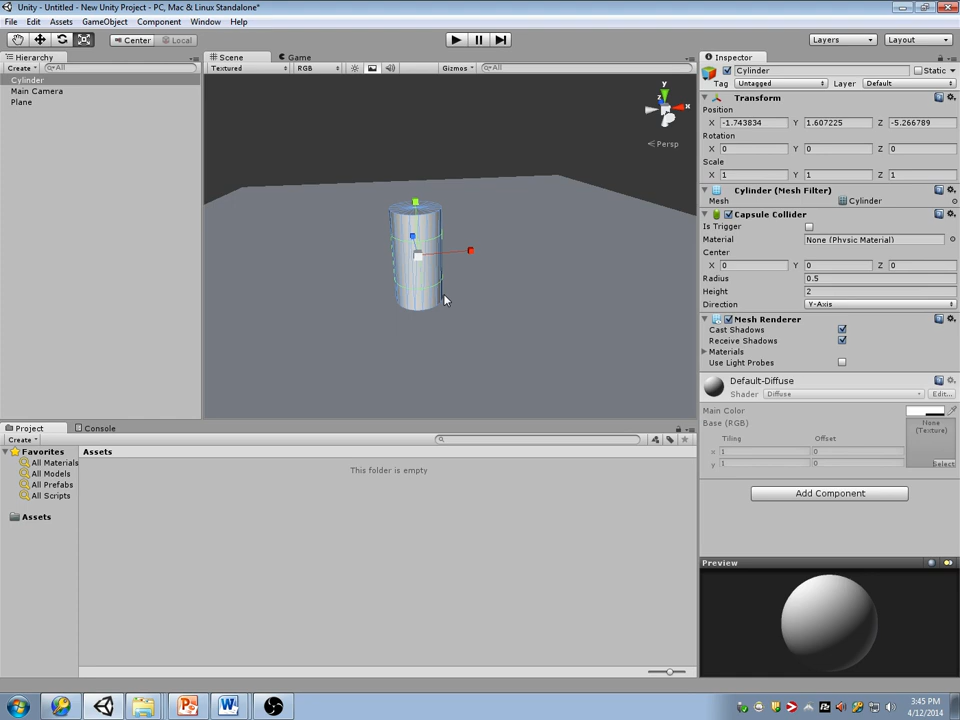 Unity - Untitled - New Unity Project - PC, Mac & Linux Standalone*
File Edit Assets GameObject Component Window Help
Center Local Layers Layout
Hierarchy
Create All
Cylinder
Main Camera
Plane
Scene Game
Textured RGB Gizmos All
y
x
z
Persp
Inspector
Cylinder Static
Tag Untagged Layer Default
Transform
Position
X -1.743834 Y 1.607225 Z -5.266789
Rotation
X 0 Y 0 Z 0
Scale
X 1 Y 1 Z 1
Cylinder (Mesh Filter)
Mesh Cylinder
Capsule Collider
Is Trigger
Material None (Physic Material)
Center
X 0 Y 0 Z 0
Radius 0.5
Height 2
Direction Y-Axis
Mesh Renderer
Cast Shadows
Receive Shadows
Materials
Use Light Probes
Default-Diffuse
Shader Diffuse Edit...
Main Color
Base (RGB) None (Texture)
Tiling Offset
x 1 0
y 1 0 Select
Add Component
Preview
Project Console
Create
Favorites
All Materials
All Models
All Prefabs
All Scripts
Assets
Assets
This folder is empty
3:45 PM
4/12/2014